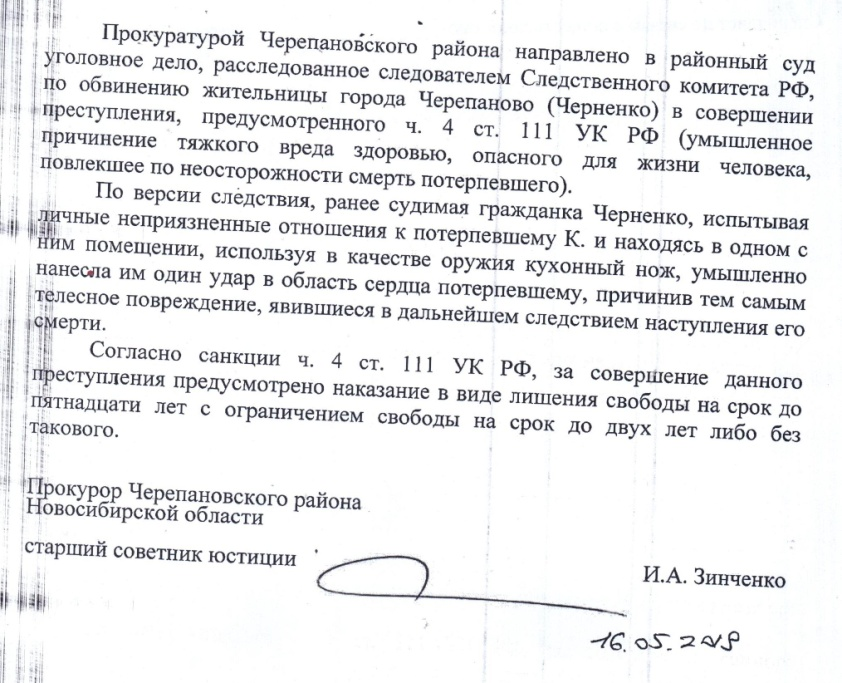 Прокуратурой Черепановского района направлено в районный суд
уголовное дело, расследованное следователем Следственного комитета РФ,
по обвинению жительницы города Черепаново (Черненко) в совершении
преступления, предусмотренного ч. 4 ст. 111 УК РФ (умышленное
причинение тяжкого вреда здоровью, опасного для жизни человека,
повлекшее по неосторожности смерть потерпевшего).
По версии следствия, ранее судимая гражданка Черненко, испытывая
личные неприязненные отношения к потерпевшему К. и находясь в одном с
ним помещении, используя в качестве оружия кухонный нож, умышленно
нанесла им один удар в область сердца потерпевшему, причинив тем самым
телесное повреждение, явившиеся в дальнейшем следствием наступления его
смерти.
Согласно санкции ч. 4 ст. 111 УК РФ, за совершение данного
преступления предусмотрено наказание в виде лишения свободы на срок до
пятнадцати лет с ограничением свободы на срок до двух лет либо без
такового.
Прокурор Черепановского района
Новосибирской области
старший советник юстиции
И.А. Зинченко
16.05.2019